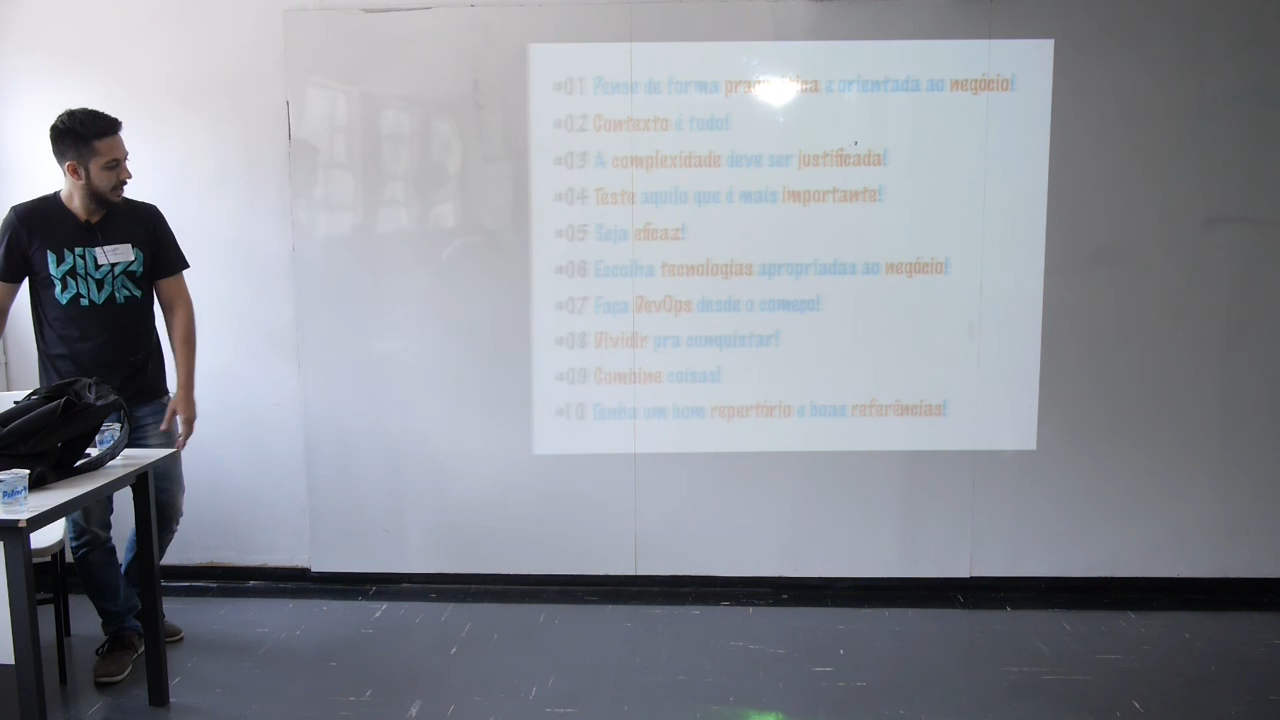 #01 Pense de forma pragmática e orientada ao negócio!
#02 Contexto é tudo!
#03 A complexidade deve ser justificada!
#04 Teste aquilo que é mais importante!
#05 Seja eficaz!
#06 Escolha tecnologias apropriadas ao negócio!
#07 Faça DevOps desde o começo!
#08 Dividir pra conquistar!
#09 Combine coisas!
#10 Tenha um bom repertório e boas referências!
VIDA
VIVA